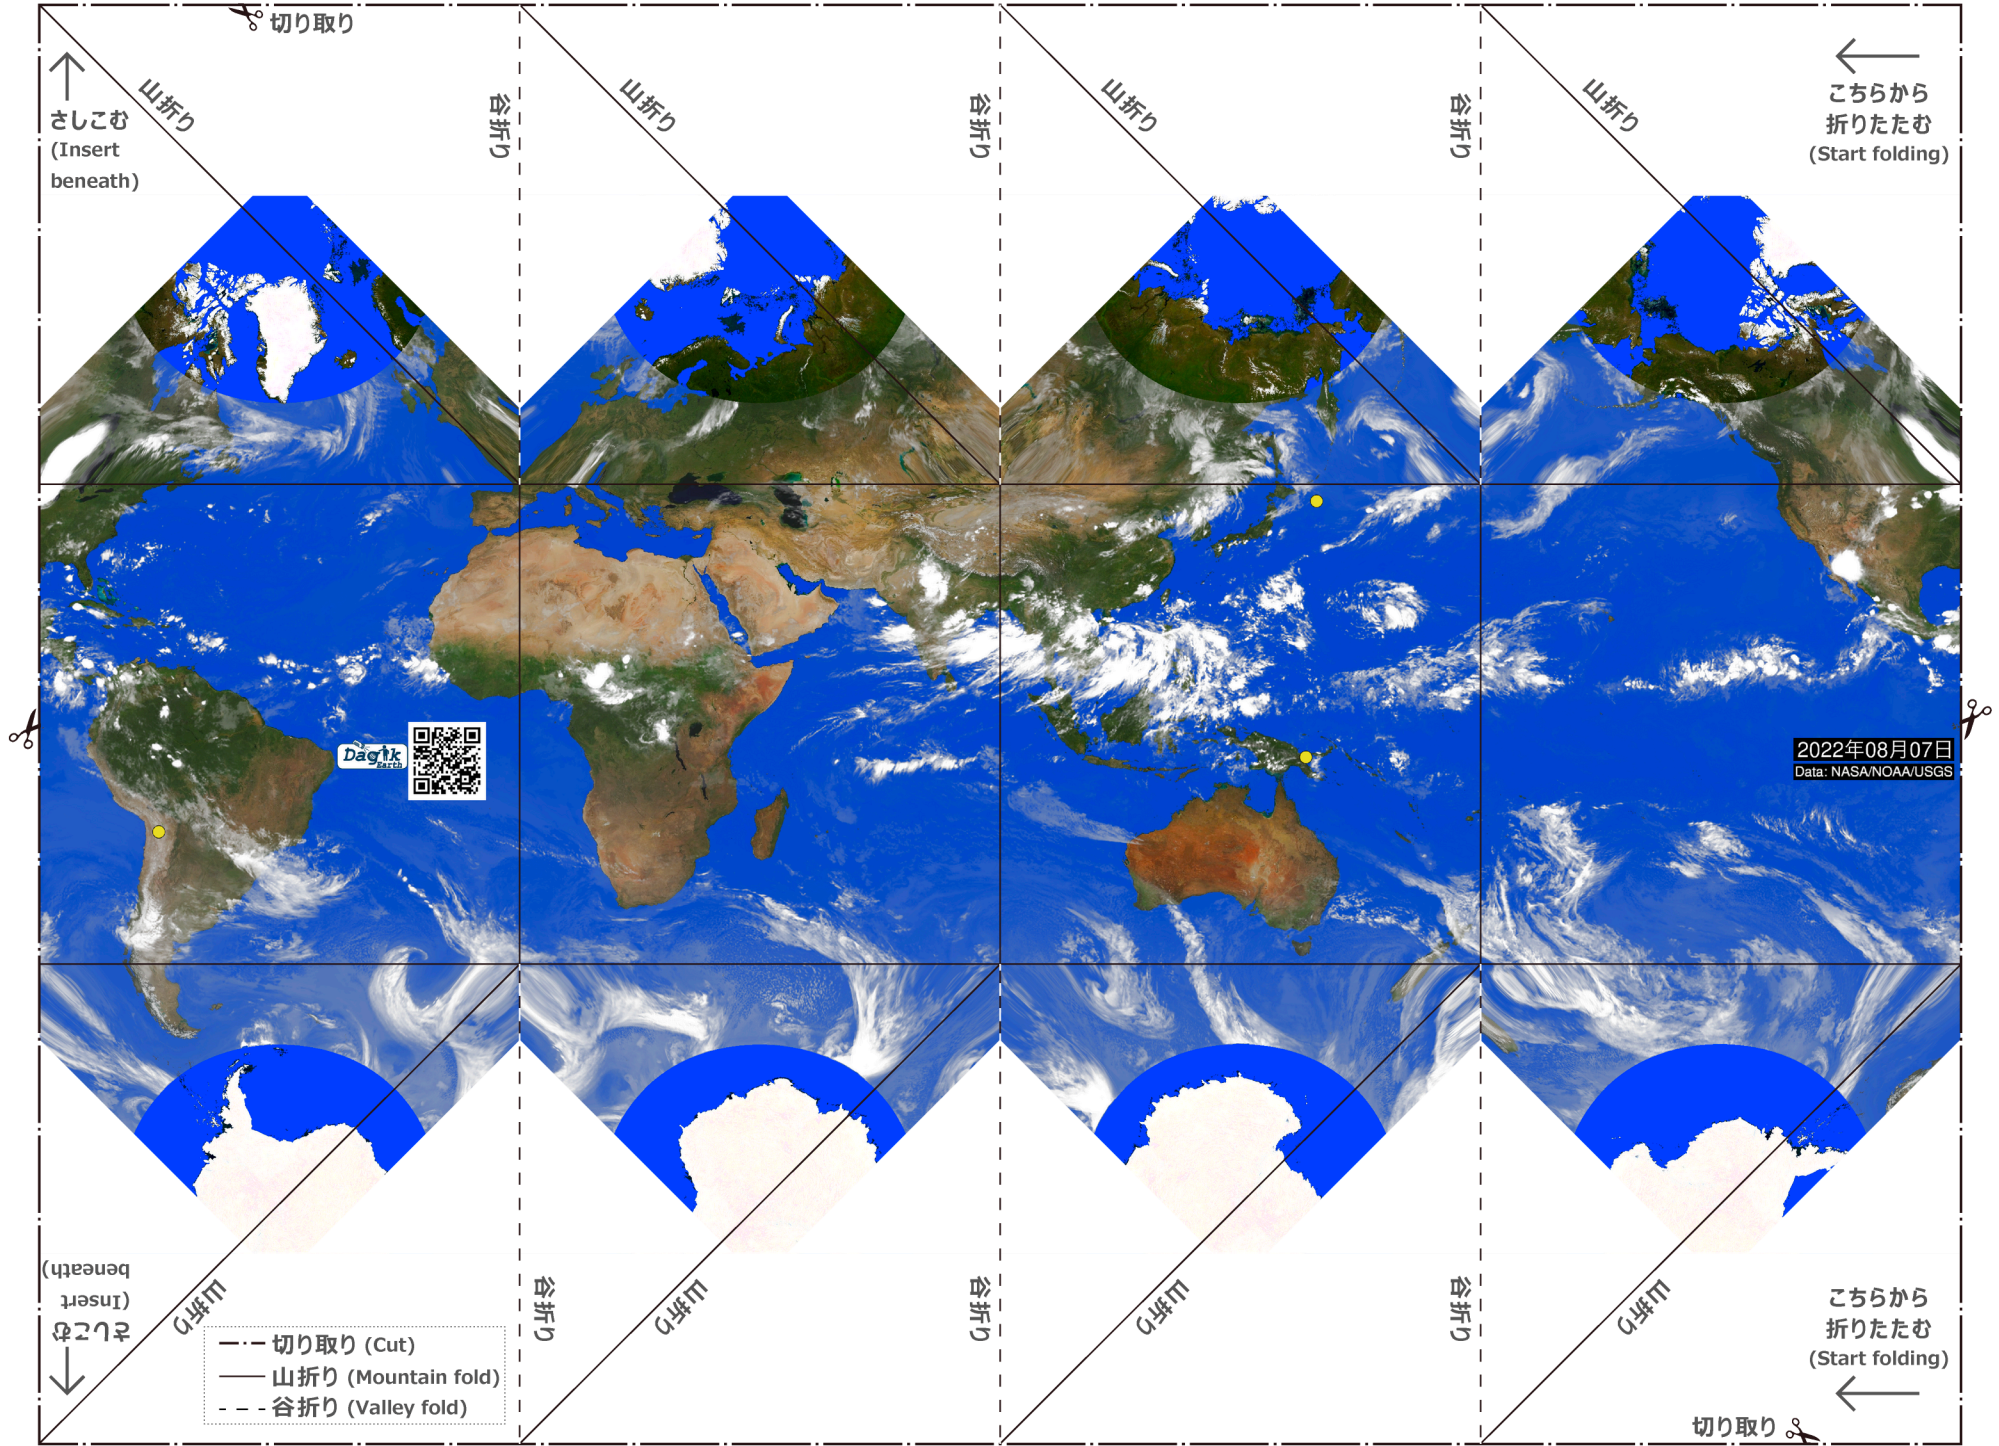 切り取り
山折り
山折り
山折り
山折り
谷折り
谷折り
谷折り
さしこむ
(Insert
beneath)
こちらから
折りたたむ
(Start folding)
Dagik
Earth
2022年08月07日
Data: NASA/NOAA/USGS
さしこむ
(Insert
beneath)
山折り
山折り
山折り
山折り
谷折り
谷折り
谷折り
こちらから
折りたたむ
(Start folding)
切り取り (Cut)
山折り (Mountain fold)
谷折り (Valley fold)
切り取り